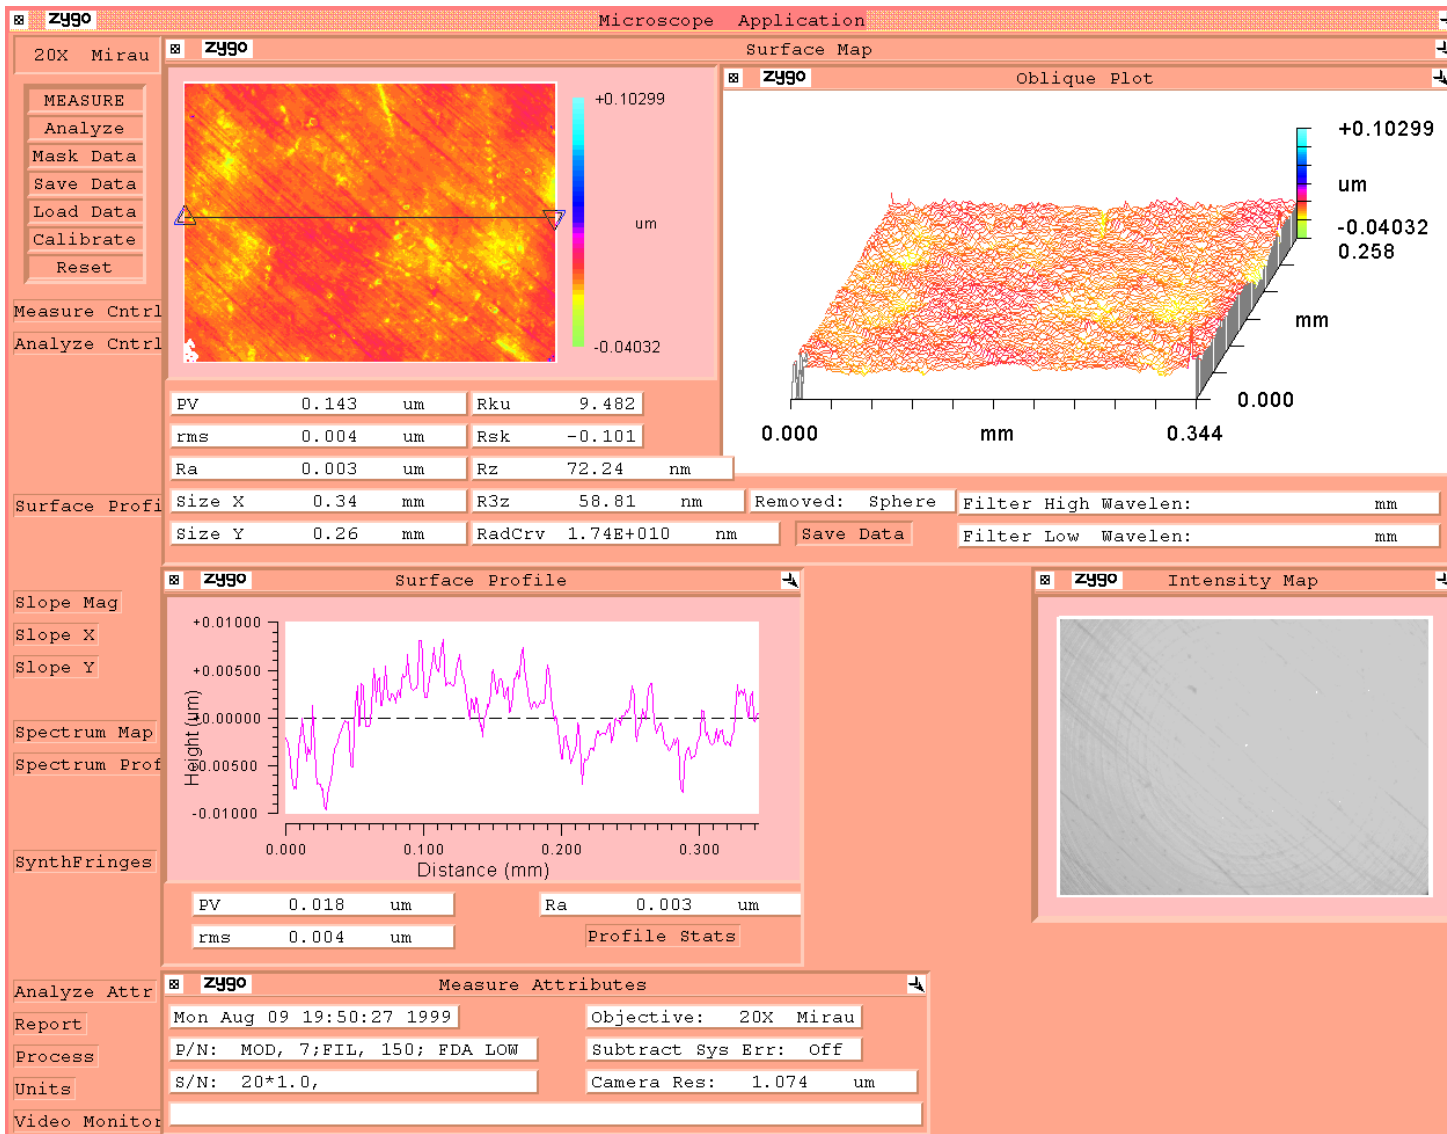 zygo
Microscope Application
20X Mirau
MEASURE
Analyze
Mask Data
Save Data
Load Data
Calibrate
Reset
Measure Cntrl
Analyze Cntrl
Surface Profi
Slope Mag
Slope X
Slope Y
Spectrum Map
Spectrum Prof
SynthFringes
Analyze Attr
Report
Process
Units
Video Monitor
zygo Surface Map
+0.10299
um
-0.04032
zygo Oblique Plot
+0.10299
um
-0.04032
0.258
mm
0.000
0.000 mm 0.344
PV 0.143 um Rku 9.482
rms 0.004 um Rsk -0.101
Ra 0.003 um Rz 72.24 nm
Size X 0.34 mm R3z 58.81 nm Removed: Sphere Filter High Wavelen: mm
Size Y 0.26 mm RadCrv 1.74E+010 nm Save Data Filter Low Wavelen: mm
zygo Surface Profile
+0.01000
+0.00500
+0.00000
-0.00500
-0.01000
Height (um)
0.000 0.100 0.200 0.300
Distance (mm)
PV 0.018 um Ra 0.003 um
rms 0.004 um Profile Stats
zygo Intensity Map
zygo Measure Attributes
Mon Aug 09 19:50:27 1999 Objective: 20X Mirau
P/N: MOD, 7;FIL, 150; FDA LOW Subtract Sys Err: Off
S/N: 20*1.0, Camera Res: 1.074 um